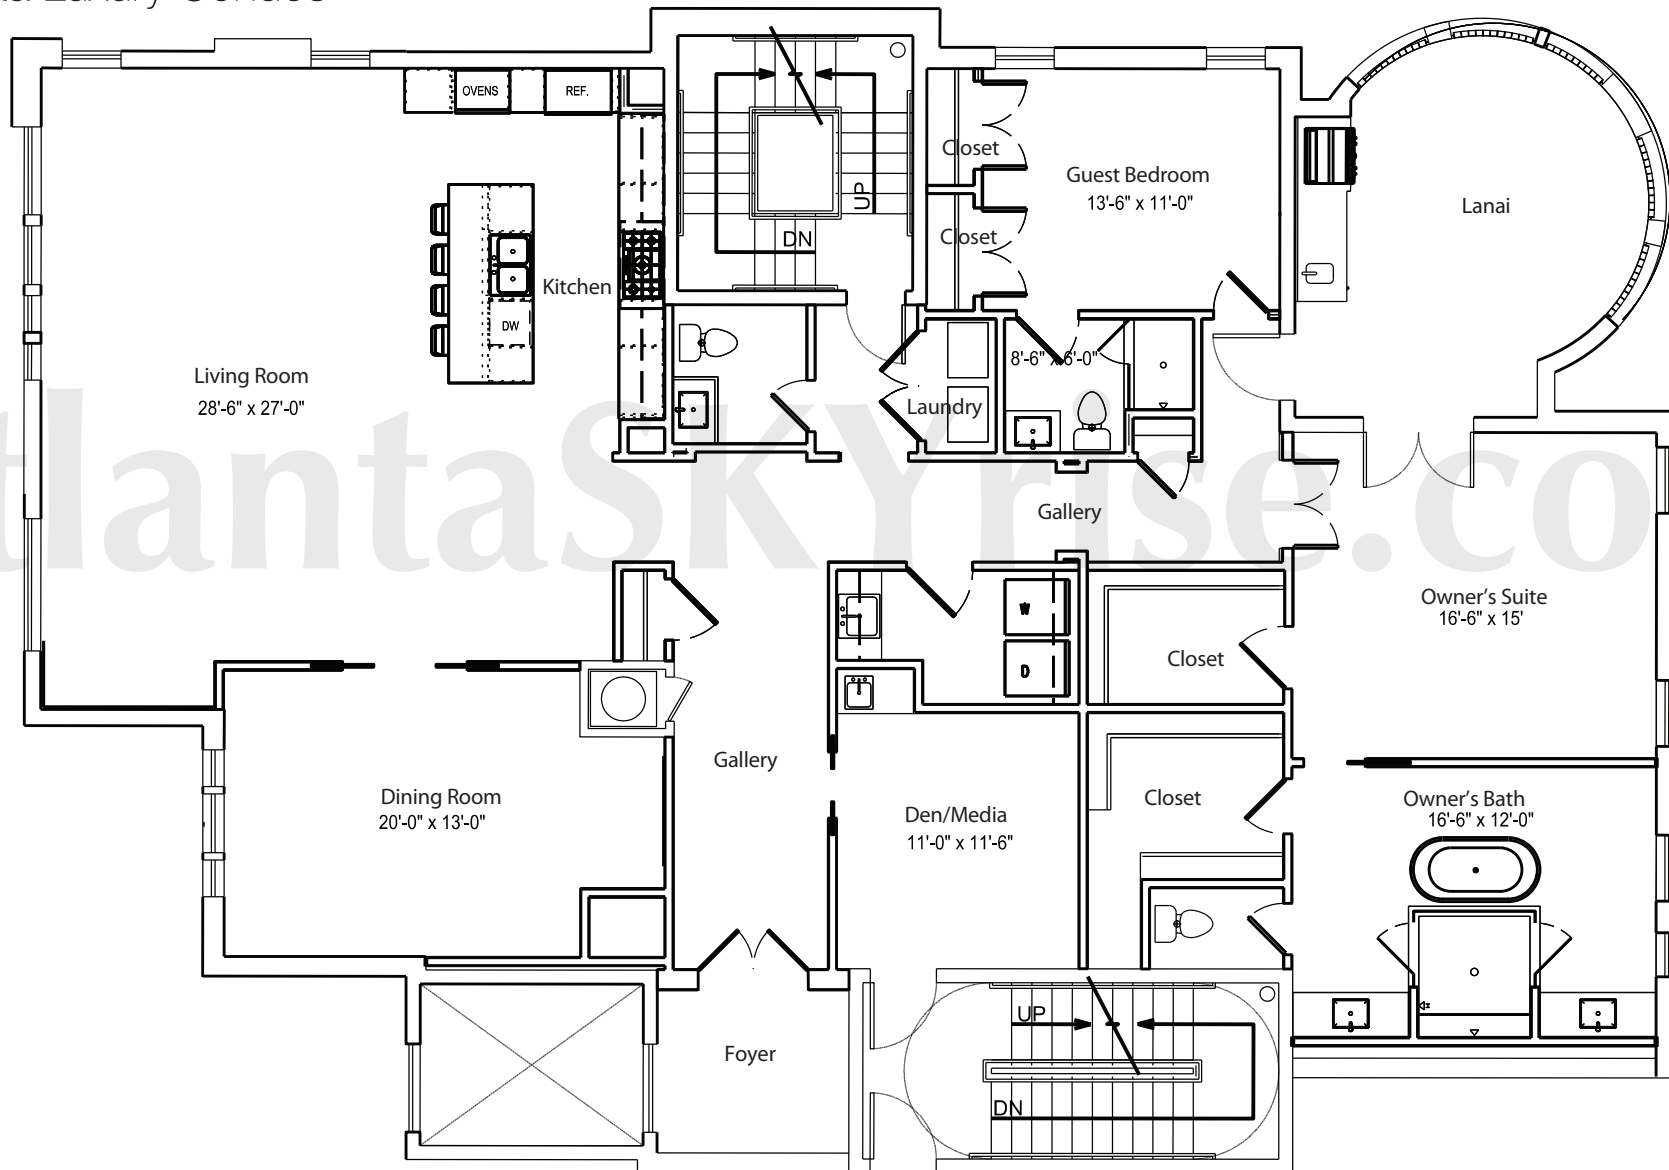 Luxury Condos
OVENS
REF.
UP
DN
Closet
Closet
Guest Bedroom
13'-6" x 11'-0"
Lanai
Kitchen
DW
Living Room
28'-6" x 27'-0"
8'-6" x 6'-0"
Laundry
tlantaSKYrise.co
Gallery
W
D
Closet
Owner's Suite
16'-6" x 15'
Gallery
Dining Room
20'-0" x 13'-0"
Den/Media
11'-0" x 11'-6"
Closet
Owner's Bath
16'-6" x 12'-0"
Foyer
UP
DN